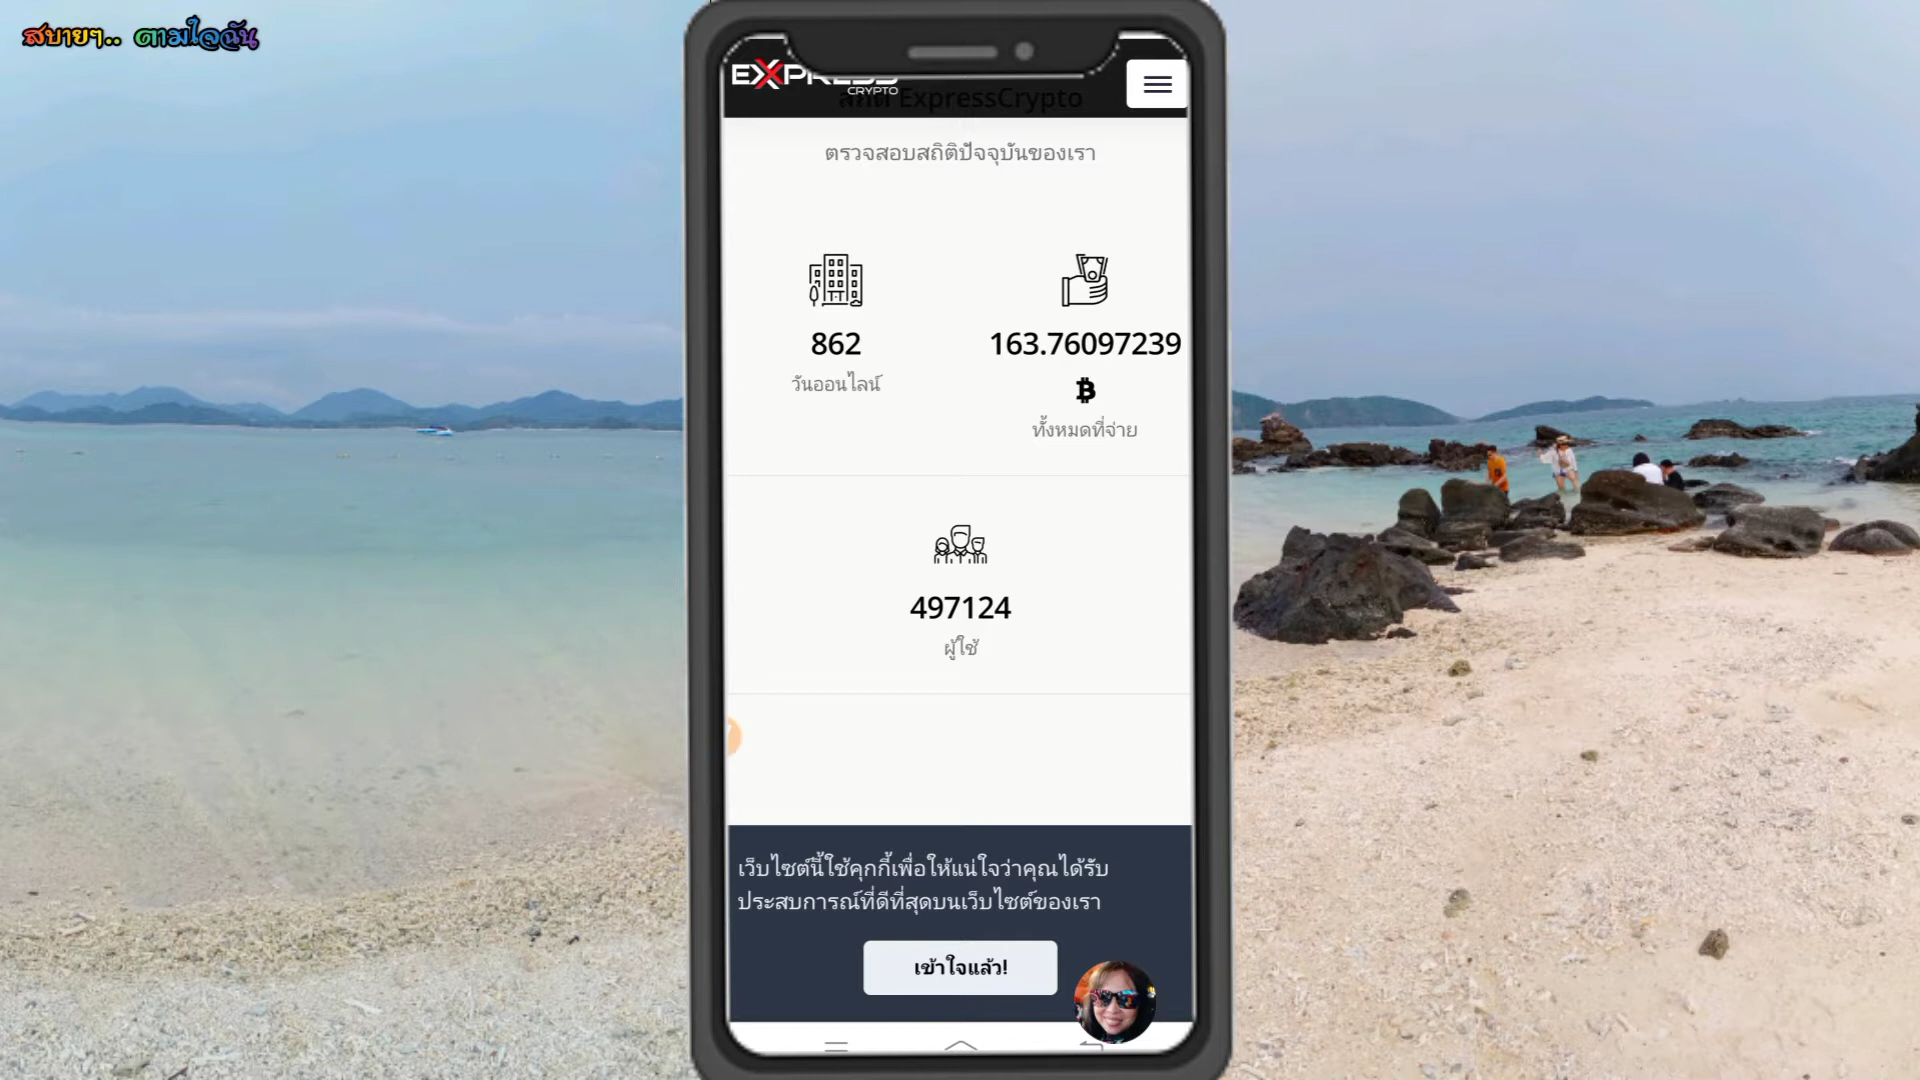 สบายๆ.. ตามใจฉัน
EXPRESS
CRYPTO
สถิติ ExpressCrypto
ตรวจสอบสถิติปัจจุบันของเรา
862
วันออนไลน์
163.76097239
ทั้งหมดที่จ่าย
497124
ผู้ใช้
เว็บไซต์นี้ใช้คุกกี้เพื่อให้แน่ใจว่าคุณได้รับ
ประสบการณ์ที่ดีที่สุดบนเว็บไซต์ของเรา
เข้าใจแล้ว!